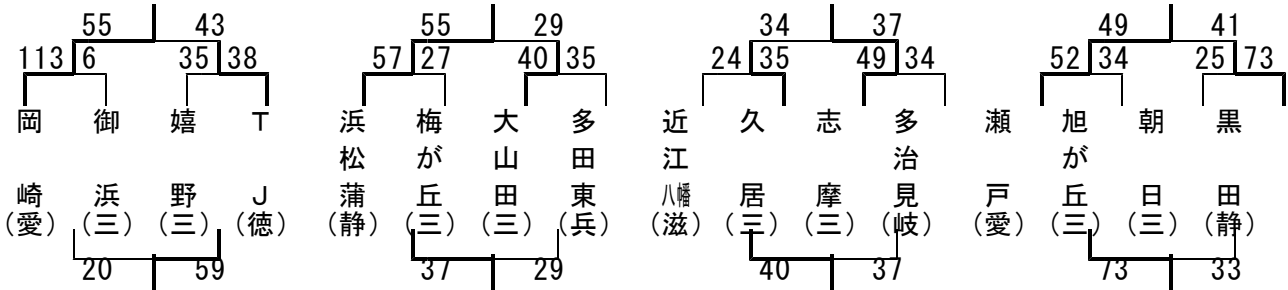 55 43 55 29 34 37 49 41
113 6 35 38 57 27 40 35 24 35 49 34 52 34 25 73
岡崎(愛) 御浜(三) 嬉野(三) TJ(徳) 浜松蒲(静) 梅が丘(三) 大山田(三) 多田東(兵) 近江八幡(滋) 久居(三) 志摩(三) 多治見(岐) 瀬戸(愛) 旭が丘(三) 朝日(三) 黒田(静)
20 59 37 29 40 37 73 33